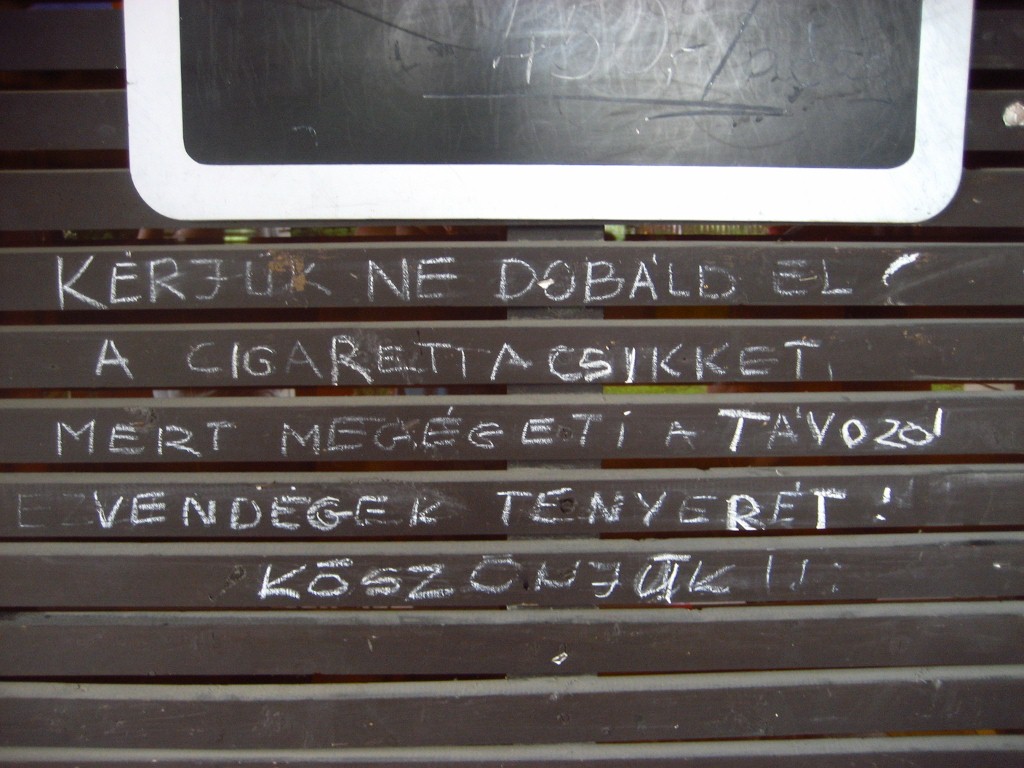 KÉRJÜK NE DOBÁLD EL !
A CIGARETTACSIKKET,
MERT MEGÉGETI A TÁVOZÓ
VENDÉGEK TENYERÉT !
KÖSZÖNJÜK !!!